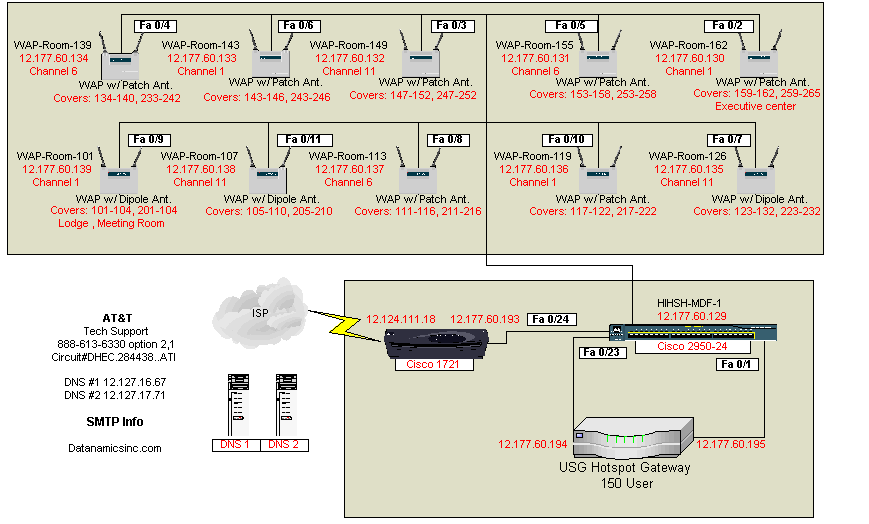 Fa 0/4
WAP-Room-139
12.177.60.134
Channel 6
WAP w/ Patch Ant.
Covers: 134-140, 233-242
Fa 0/6
WAP-Room-143
12.177.60.133
Channel 1
WAP w/ Patch Ant.
Covers: 143-146, 243-246
Fa 0/3
WAP-Room-149
12.177.60.132
Channel 11
WAP w/ Patch Ant.
Covers: 147-152, 247-252
Fa 0/5
WAP-Room-155
12.177.60.131
Channel 6
WAP w/ Patch Ant.
Covers: 153-158, 253-258
Fa 0/2
WAP-Room-162
12.177.60.130
Channel 1
WAP w/ Patch Ant.
Covers: 159-162, 259-265
Executive center
Fa 0/9
WAP-Room-101
12.177.60.139
Channel 1
WAP w/ Dipole Ant.
Covers: 101-104, 201-104
Lodge , Meeting Room
Fa 0/11
WAP-Room-107
12.177.60.138
Channel 11
WAP w/ Dipole Ant.
Covers: 105-110, 205-210
Fa 0/8
WAP-Room-113
12.177.60.137
Channel 6
WAP w/ Patch Ant.
Covers: 111-116, 211-216
Fa 0/10
WAP-Room-119
12.177.60.136
Channel 1
WAP w/ Patch Ant.
Covers: 117-122, 217-222
Fa 0/7
WAP-Room-126
12.177.60.135
Channel 11
WAP w/ Dipole Ant.
Covers: 123-132, 223-232
AT&T
Tech Support
888-613-6330 option 2,1
Circuit#DHEC.284438..ATI
DNS #1 12.127.16.67
DNS #2 12.127.17.71
SMTP Info
Datanamicsinc.com
ISP
DNS 1
DNS 2
12.124.111.18
12.177.60.193
Fa 0/24
Cisco 1721
HIHSH-MDF-1
12.177.60.129
Cisco 2950-24
Fa 0/23
Fa 0/1
12.177.60.194
12.177.60.195
USG Hotspot Gateway
150 User